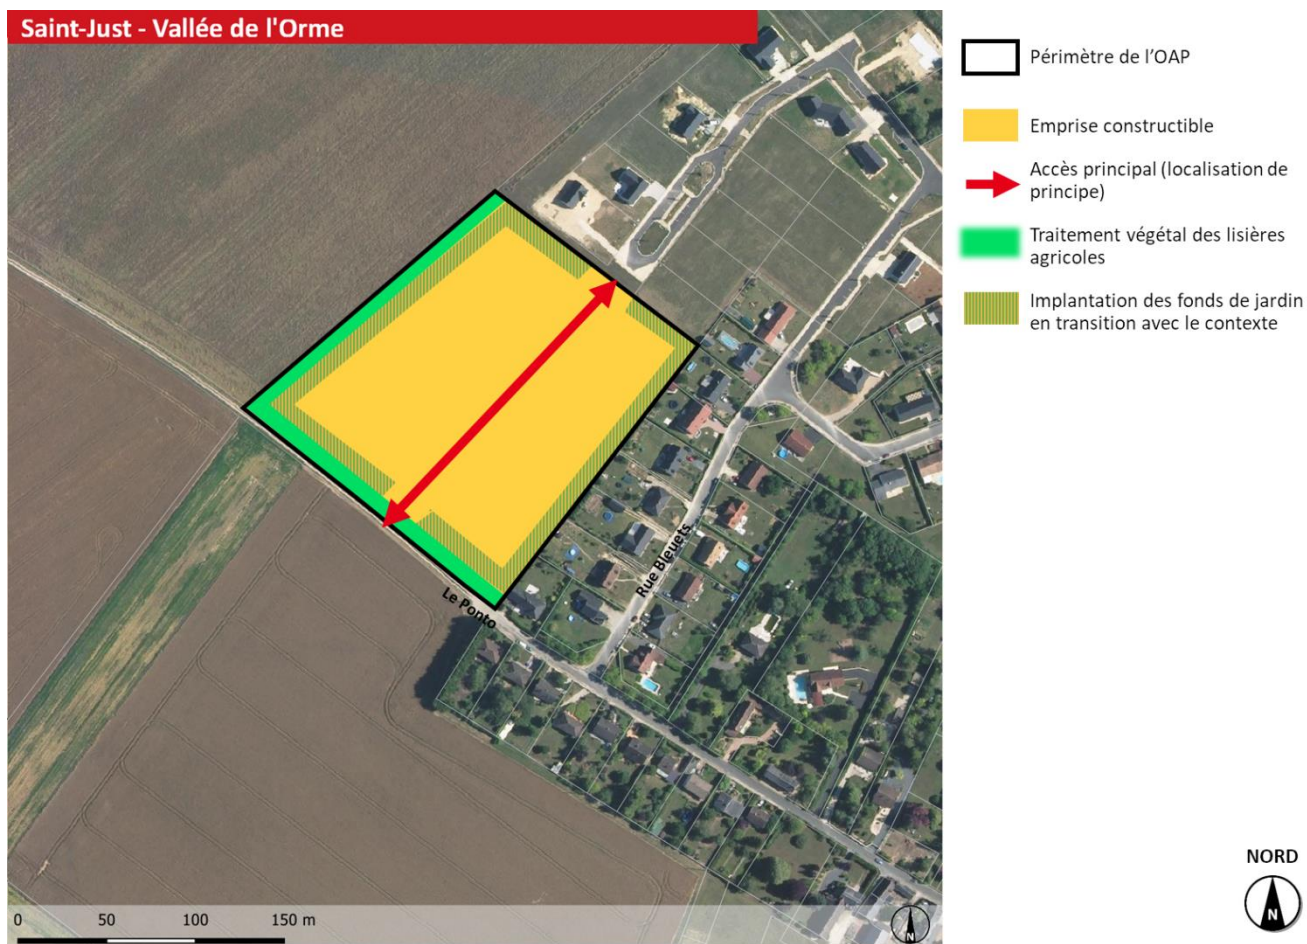 Saint-Just - Vallée de l'Orme
Périmètre de l'OAP
Emprise constructible
Accès principal (localisation de
principe)
Traitement végétal des lisières
agricoles
Implantation des fonds de jardin
en transition avec le contexte
Rue Bleuets
Le Ponto
NORD
N
0 50 100 150 m
N